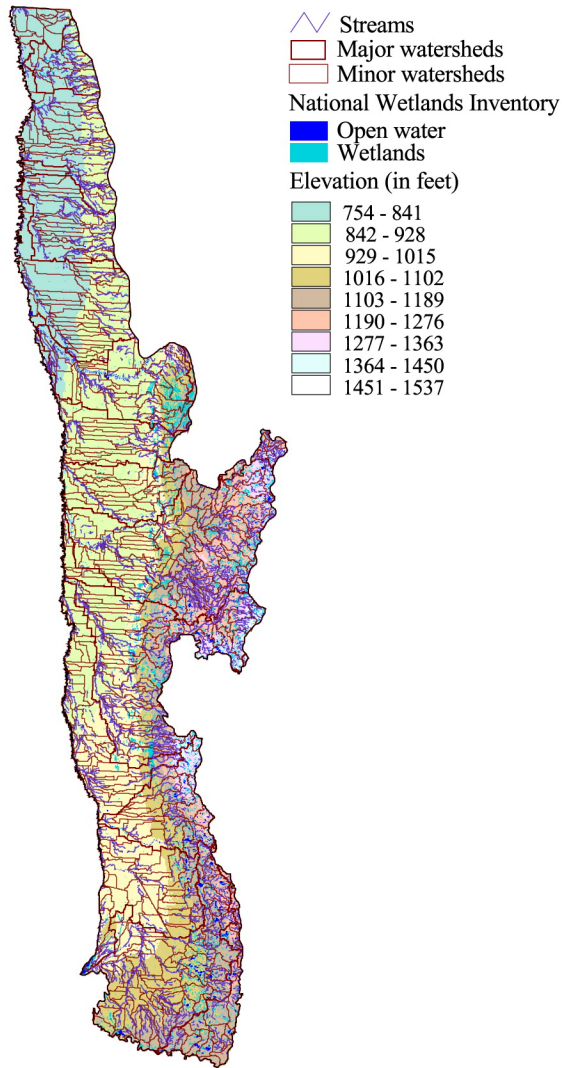 Streams
Major watersheds
Minor watersheds
National Wetlands Inventory
Open water
Wetlands
Elevation (in feet)
754 - 841
842 - 928
929 - 1015
1016 - 1102
1103 - 1189
1190 - 1276
1277 - 1363
1364 - 1450
1451 - 1537